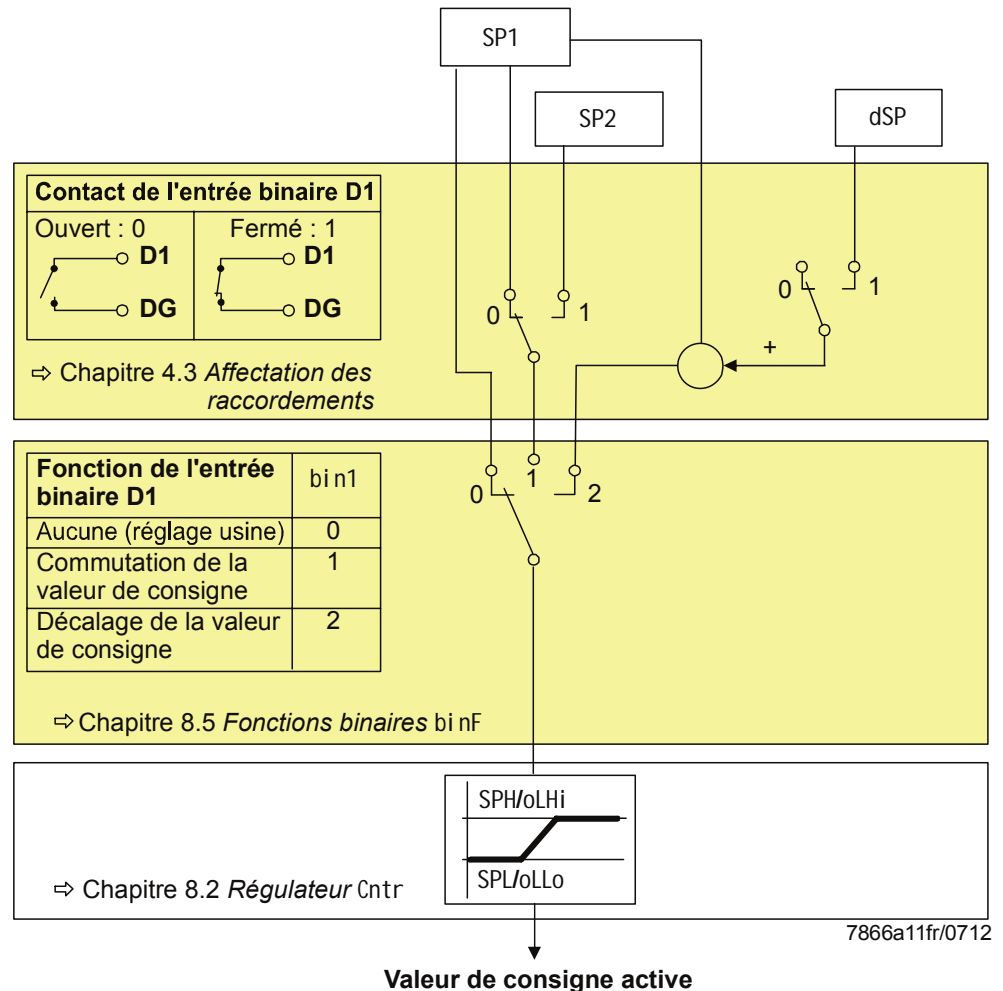 SP1
SP2
dSP
Contact de l'entrée binaire D1
Ouvert : 0
Fermé : 1
D1
D1
DG
DG
0
1
0
1
+
⇨ Chapitre 4.3 Affectation des
raccordements
Fonction de l'entrée
binaire D1
bin1
Aucune (réglage usine)
0
Commutation de la
valeur de consigne
1
Décalage de la valeur
de consigne
2
0
1
2
⇨ Chapitre 8.5 Fonctions binaires binF
SPH/oLHi
SPL/oLLo
⇨ Chapitre 8.2 Régulateur Cntr
7866a11fr/0712
Valeur de consigne active